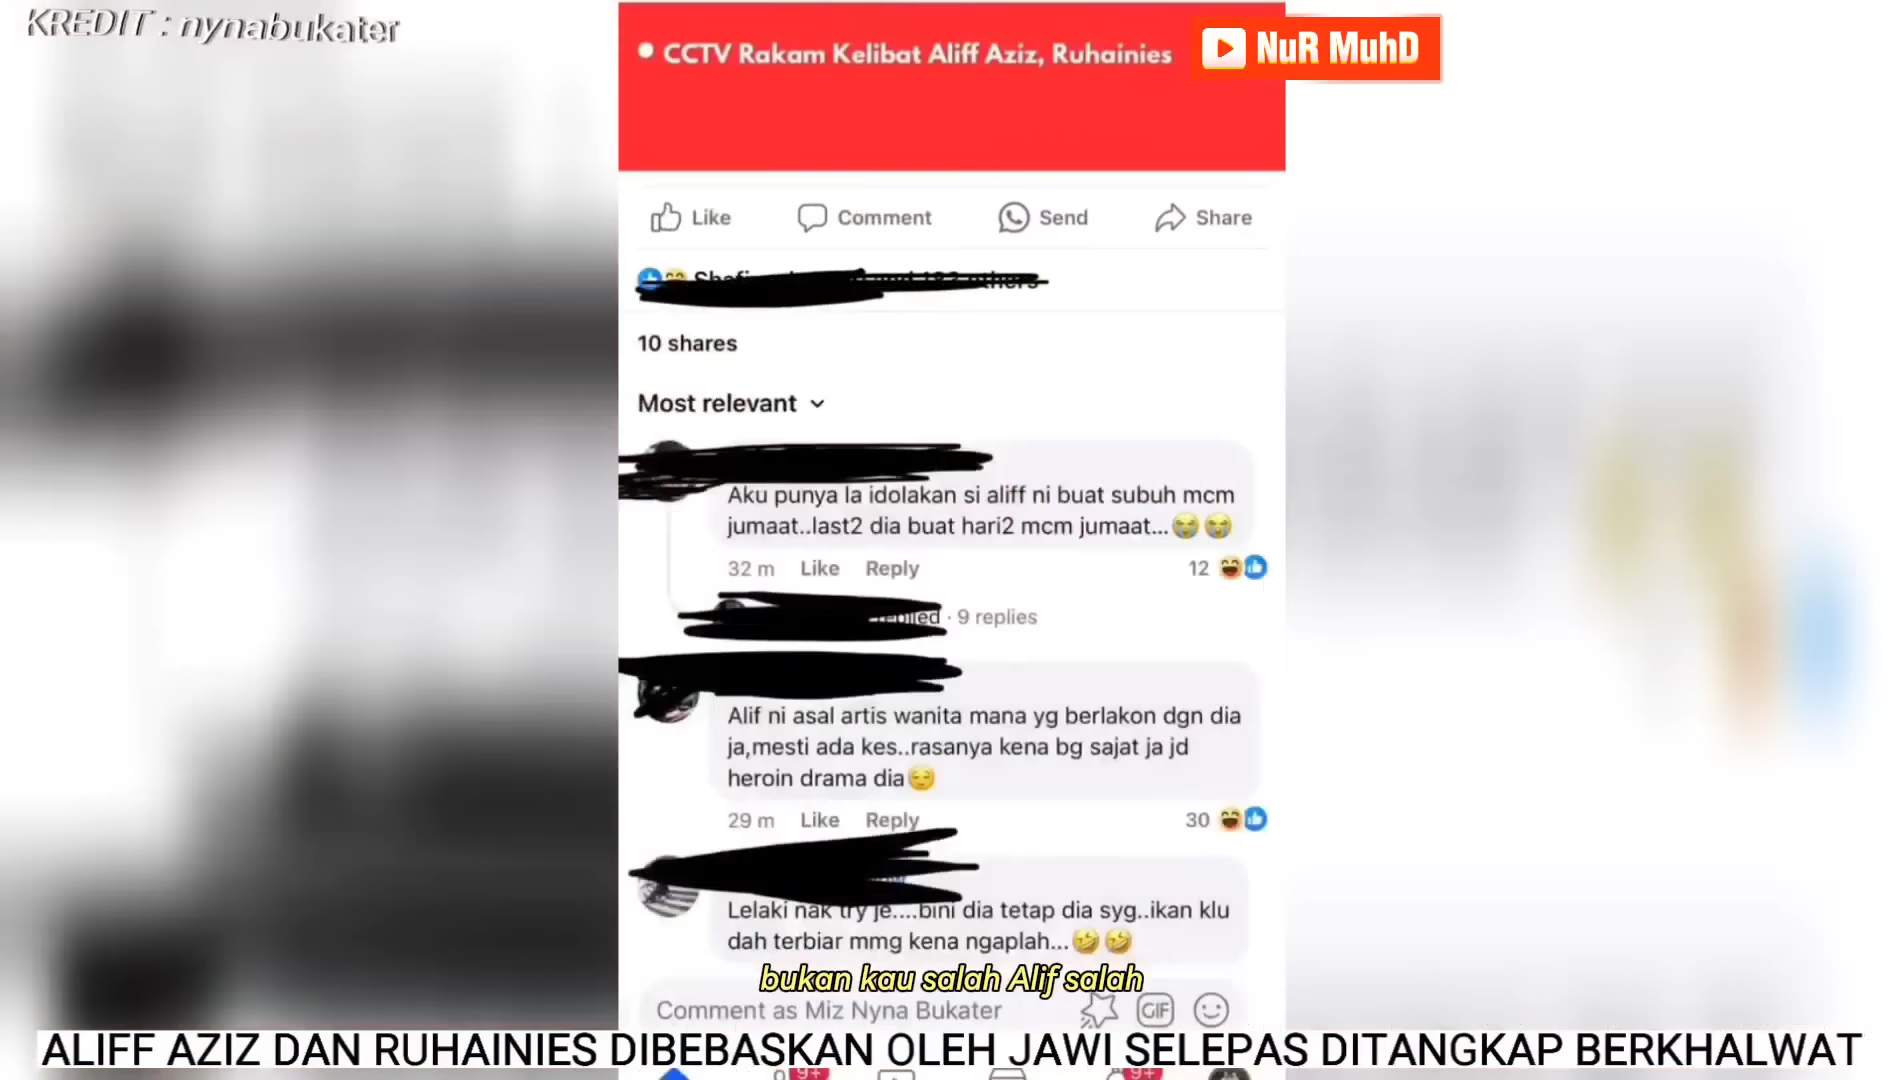 KREDIT : nynabukater
CCTV Rakam Kelibat Aliff Aziz, Ruhainies
NuR MuhD
Like
Comment
Send
Share
others
10 shares
Most relevant
Aku punya la idolakan si aliff ni buat subuh mcm
jumaat..last2 dia buat hari2 mcm jumaat...😭😭
32 m Like Reply 12
replied · 9 replies
Alif ni asal artis wanita mana yg berlakon dgn dia
ja,mesti ada kes..rasanya kena bg sajat ja jd
heroin drama dia😌
29 m Like Reply 30
Lelaki nak try je....bini dia tetap dia syg..ikan klu
dah terbiar mmg kena ngaplah...🤣🤣
bukan kau salah Alif salah
Comment as Miz Nyna Bukater
GIF
ALIFF AZIZ DAN RUHAINIES DIBEBASKAN OLEH JAWI SELEPAS DITANGKAP BERKHALWAT
9+
9+